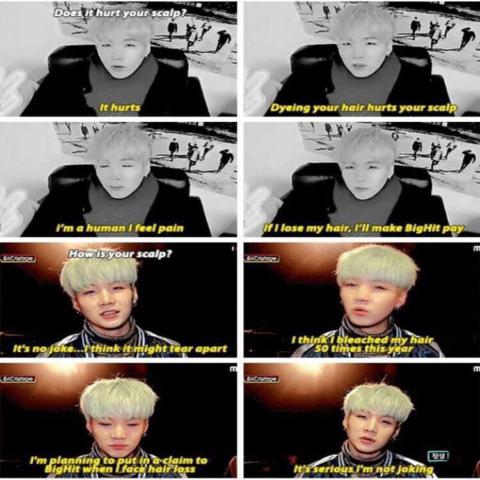 Does it hurt your scalp?
It hurts
Dyeing your hair hurts your scalp
I'm a human I feel pain
If I lose my hair, I'll make BigHit pay
BACKstage
How is your scalp?
It's no joke...I think it might tear apart
I think I bleached my hair
50 times this year
BACKstage
I'm planning to put in a claim to
BigHit when I face hair loss
BACKstage
It's serious I'm not joking